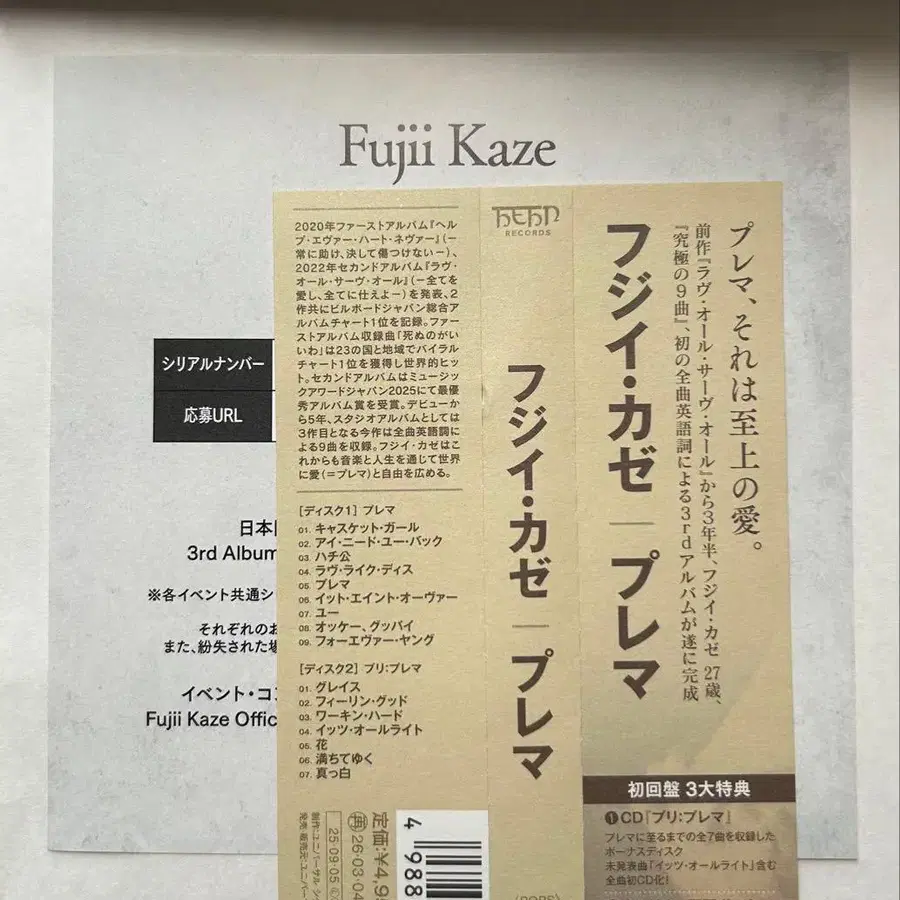 Fujii Kaze
シリアルナンバー
応募URL
日本
3rd Album
※各イベント共通シ
それぞれのお
また、紛失された場
イベント・コン
Fujii Kaze Offic
2020年ファーストアルバム『ヘル
プ・エヴァー・ハート・ネヴァー』(－
常に助け、決して傷つけない－)、
2022年セカンドアルバム『ラヴ・
オール・サーヴ・オール』(－全てを
愛し、全てに仕えよ－)を発表、2
作共にビルボードジャパン総合ア
ルバムチャート1位を記録。ファー
ストアルバム収録曲「死ぬのがい
いわ」は23の国と地域でバイラル
チャート1位を獲得し世界的ヒッ
ト。セカンドアルバムはミュージッ
クアワードジャパン2025にて最優
秀アルバム賞を受賞。デビューか
ら5年、スタジオアルバムとしては
3作目となる今作は全曲英語詞に
よる9曲を収録。フジイ・カゼはこ
れからも音楽と人生を通じて世界
に愛(=プレマ)と自由を広める。
[ディスク1] プレマ
01. キャスケット・ガール
02. アイ・ニード・ユー・バック
03. ハチ公
04. ラヴ・ライク・ディス
05. プレマ
06. イット・エイント・オーヴァー
07. ユー
08. オッケー、グッバイ
09. フォーエヴァー・ヤング
[ディスク2] プリ:プレマ
01. グレイス
02. フィーリン・グッド
03. ワーキン・ハード
04. イッツ・オールライト
05. 花
06. 満ちてゆく
07. 真っ白
定価:¥4,9
25·09·05
再26·03·04
制作:ユニバーサル シ
発売・販売元:ユニバー
4 988
HEHN
RECORDS
フジイ・カゼ｜プレマ
フジイ・カゼ｜プレマ
プレマ、それは至上の愛。
前作『ラヴ・オール・サーヴ・オール』から3年半、フジイ・カゼ 27歳、
『究極の9曲』、初の全曲英語詞による3rdアルバムが遂に完成
初回盤 3大特典
❶CD『プリ:プレマ』
プレマに至るまでの全7曲を収録した
ボーナスディスク
未発表曲「イッツ・オールライト」含む
全曲初CD化!
(POPS)